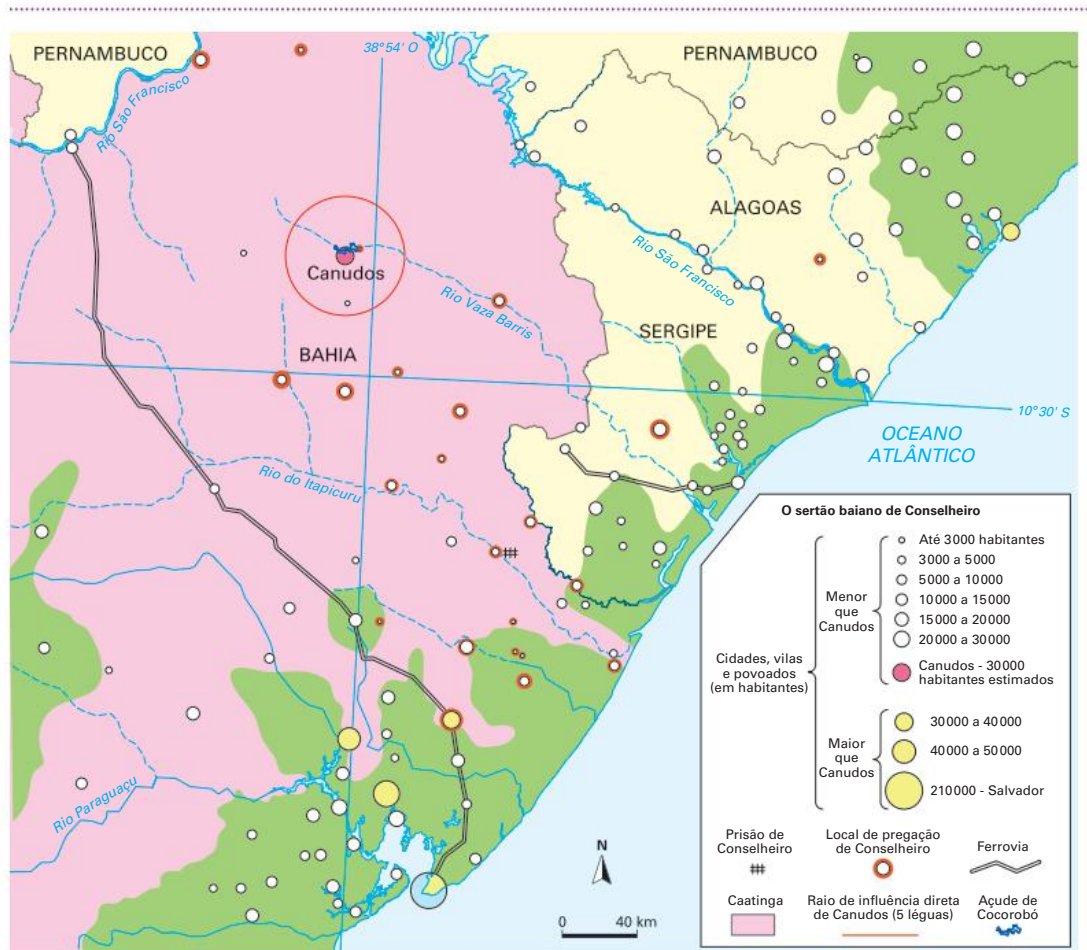 PERNAMBUCO
38°54' O
PERNAMBUCO
Rio São Francisco
ALAGOAS
Canudos
Rio São Francisco
Rio Vaza Barris
SERGIPE
BAHIA
10°30' S
OCEANO
ATLÂNTICO
Rio do Itapicuru
Rio Paraguaçu
N
0 40 km
O sertão baiano de Conselheiro
Cidades, vilas
e povoados
(em habitantes)
Menor
que
Canudos
Até 3000 habitantes
3000 a 5000
5000 a 10000
10000 a 15000
15000 a 20000
20000 a 30000
Canudos - 30000
habitantes estimados
Maior
que
Canudos
30000 a 40000
40000 a 50000
210000 - Salvador
Prisão de
Conselheiro
Local de pregação
de Conselheiro
Ferrovia
Caatinga
Raio de influência direta
de Canudos (5 léguas)
Açude de
Cocorobó